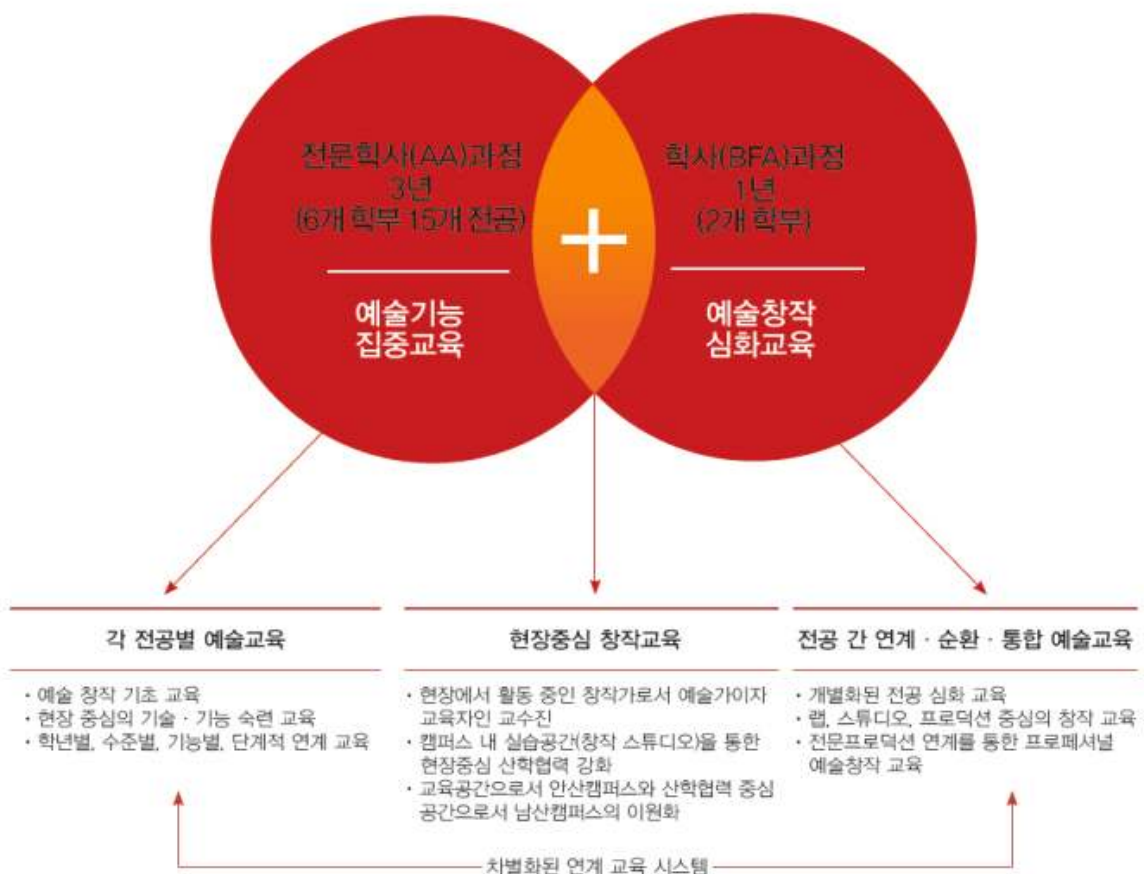 전문학사(AA)과정
3년
(6개 학부 15개 전공)
예술기능
집중교육
+
학사(BFA)과정
1년
(2개 학부)
예술창작
심화교육
각 전공별 예술교육
· 예술 창작 기초 교육
· 현장 중심의 기술 · 기능 숙련 교육
· 학년별, 수준별, 기능별, 단계적 연계 교육
현장중심 창작교육
· 현장에서 활동 중인 창작가로서 예술가이자
교육자인 교수진
· 캠퍼스 내 실습공간(창작 스튜디오)을 통한
현장중심 산학협력 강화
· 교육공간으로서 안산캠퍼스와 산학협력 중심
공간으로서 남산캠퍼스의 이원화
전공 간 연계 · 순환 · 통합 예술교육
· 개별화된 전공 심화 교육
· 랩, 스튜디오, 프로덕션 중심의 창작 교육
· 전문프로덕션 연계를 통한 프로페셔널
예술창작 교육
차별화된 연계 교육 시스템